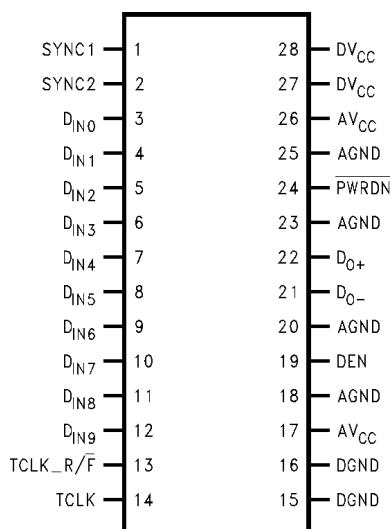 SYNC1 1 28 DVCC
SYNC2 2 27 DVCC
DIN0 3 26 AVCC
DIN1 4 25 AGND
DIN2 5 24 P̅W̅R̅D̅N̅
DIN3 6 23 AGND
DIN4 7 22 DO+
DIN5 8 21 DO−
DIN6 9 20 AGND
DIN7 10 19 DEN
DIN8 11 18 AGND
DIN9 12 17 AVCC
TCLK_R/F̅ 13 16 DGND
TCLK 14 15 DGND